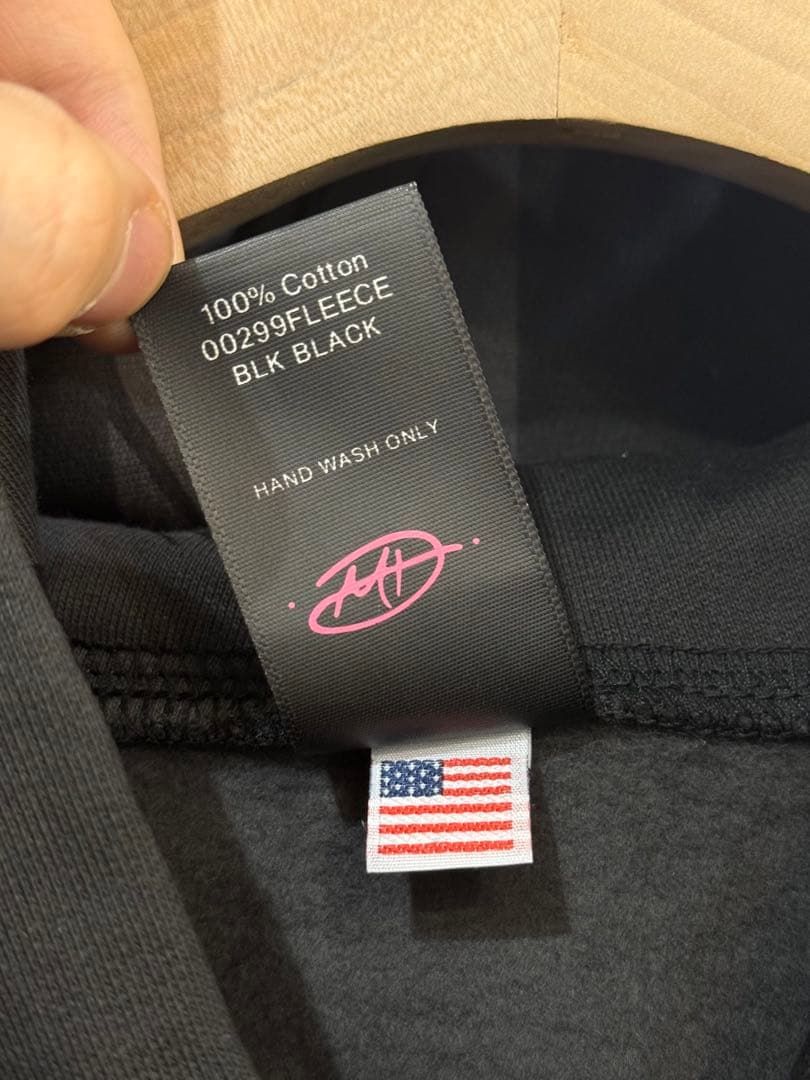 100% Cotton
00299FLEECE
BLK BLACK
HAND WASH ONLY